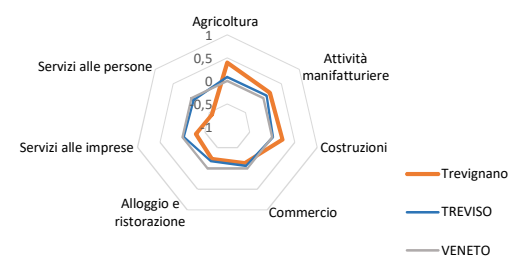 Agricoltura
1
0,5
0
-0,5
-1
Attività
manifatturiere
Costruzioni
Commercio
Alloggio e
ristorazione
Servizi alle imprese
Servizi alle persone
Trevignano
TREVISO
VENETO